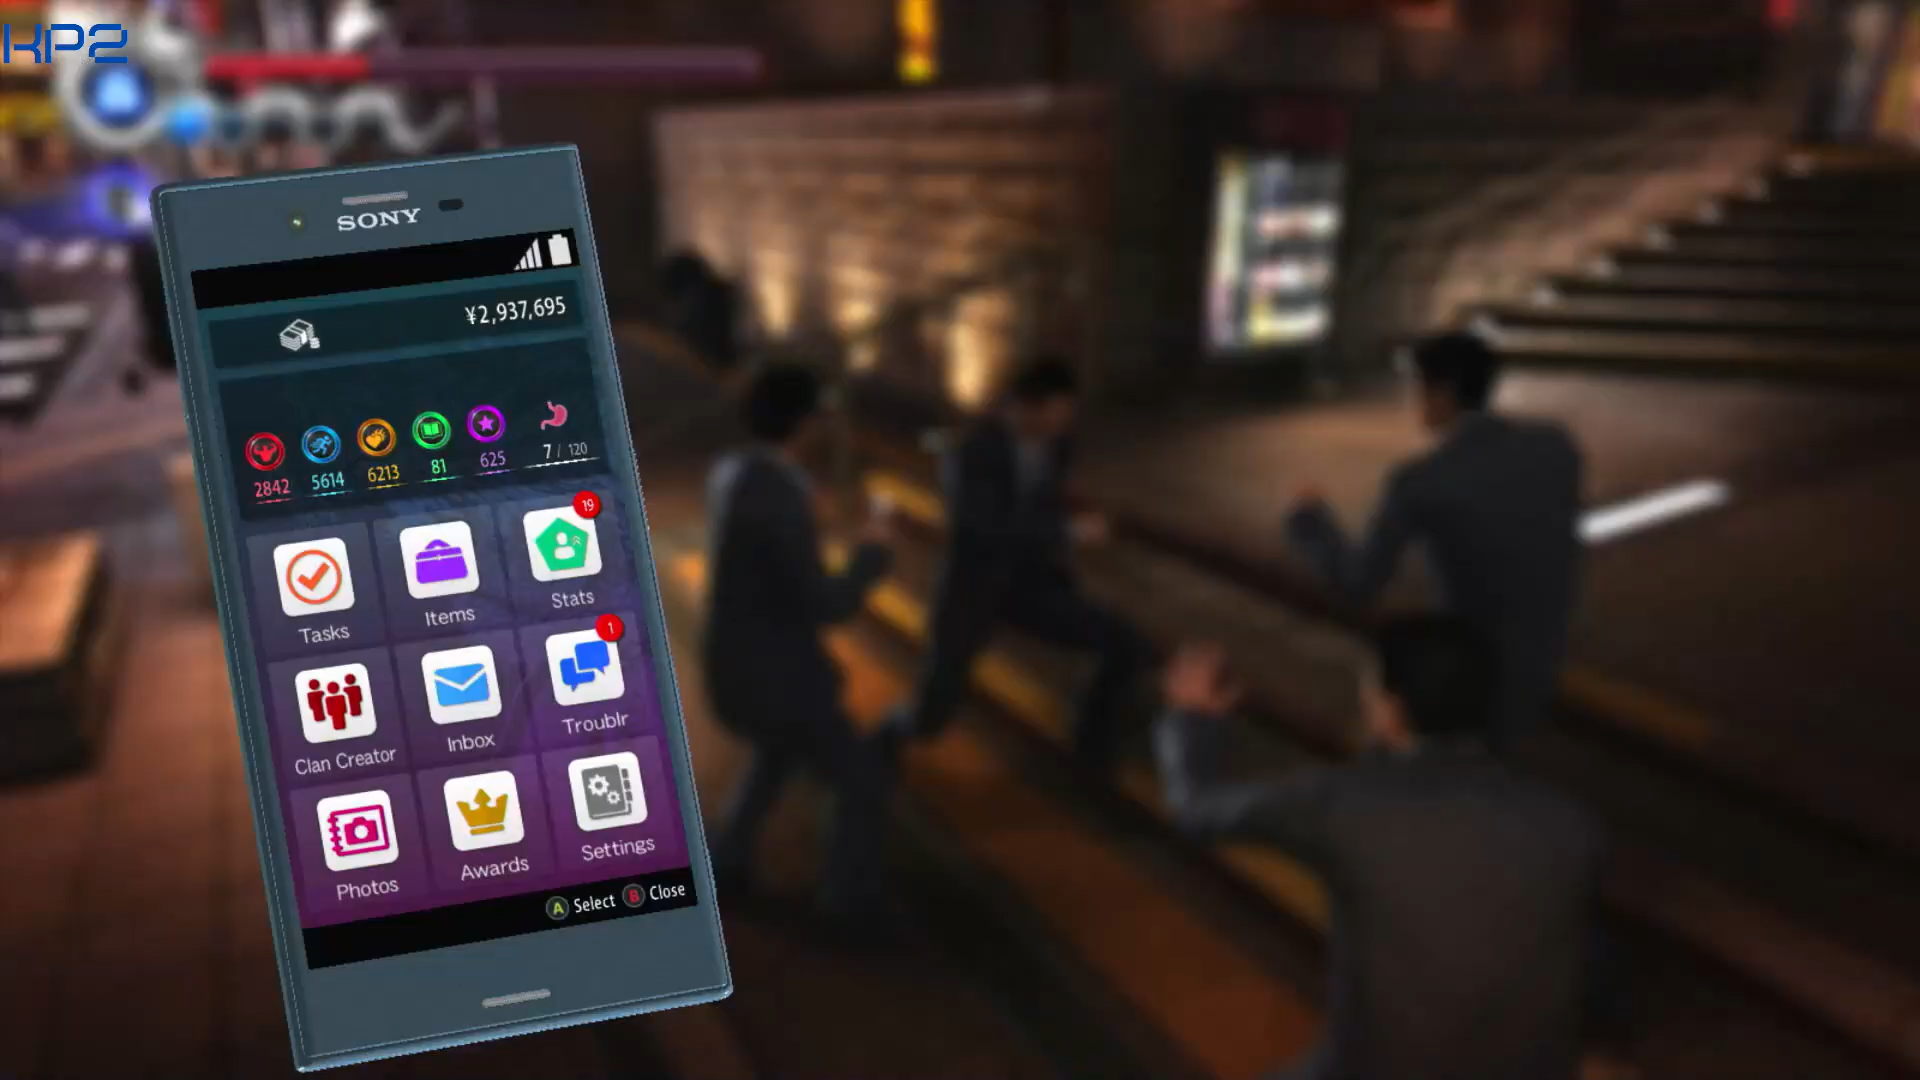 KP2
SONY
¥2,937,695
2842
5614
6213
81
625
7 / 120
19
Tasks
Items
Stats
1
Clan Creator
Inbox
Troublr
Photos
Awards
Settings
A Select B Close